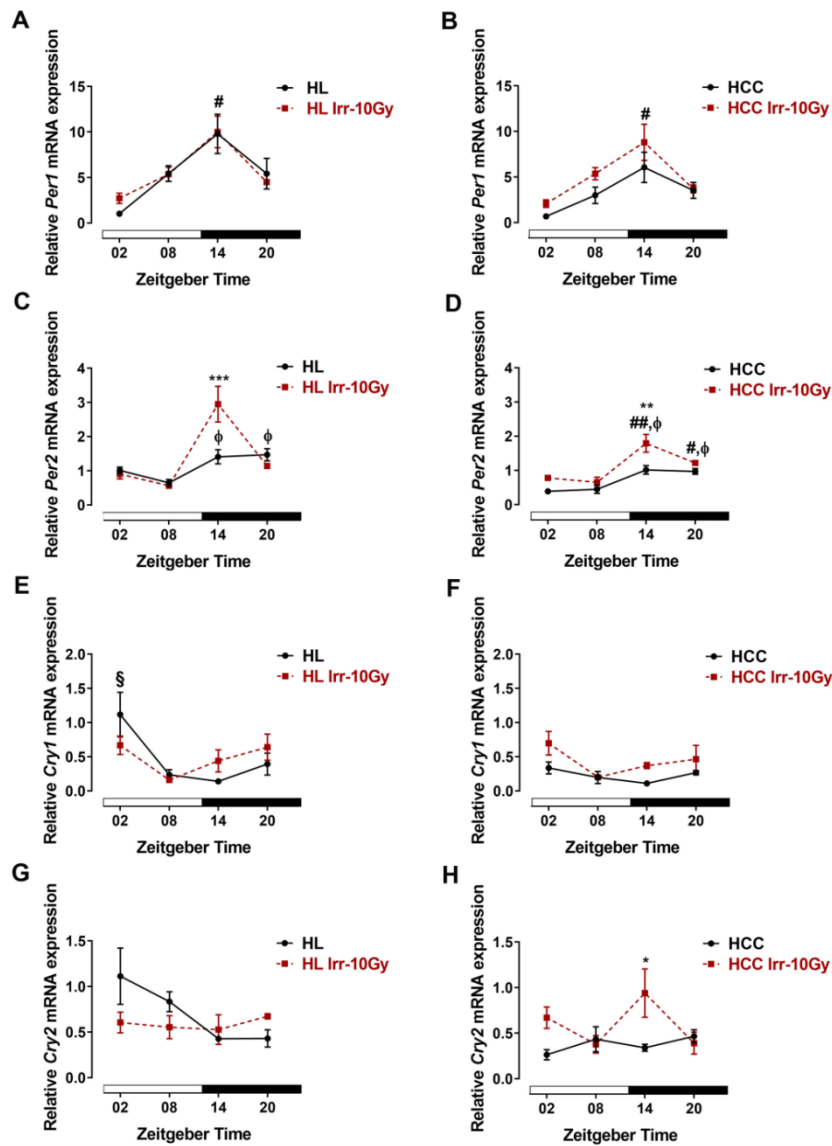 A
Relative Per1 mRNA expression
15
10
5
0
#
HL
HL Irr-10Gy
02 08 14 20
Zeitgeber Time
B
Relative Per1 mRNA expression
15
10
5
0
#
HCC
HCC Irr-10Gy
02 08 14 20
Zeitgeber Time
C
Relative Per2 mRNA expression
4
3
2
1
0
***
ϕ ϕ
HL
HL Irr-10Gy
02 08 14 20
Zeitgeber Time
D
Relative Per2 mRNA expression
4
3
2
1
0
**
##,ϕ
#,ϕ
HCC
HCC Irr-10Gy
02 08 14 20
Zeitgeber Time
E
Relative Cry1 mRNA expression
2.0
1.5
1.0
0.5
0.0
§
HL
HL Irr-10Gy
02 08 14 20
Zeitgeber Time
F
Relative Cry1 mRNA expression
2.0
1.5
1.0
0.5
0.0
HCC
HCC Irr-10Gy
02 08 14 20
Zeitgeber Time
G
Relative Cry2 mRNA expression
1.5
1.0
0.5
0.0
HL
HL Irr-10Gy
02 08 14 20
Zeitgeber Time
H
Relative Cry2 mRNA expression
1.5
1.0
0.5
0.0
*
HCC
HCC Irr-10Gy
02 08 14 20
Zeitgeber Time